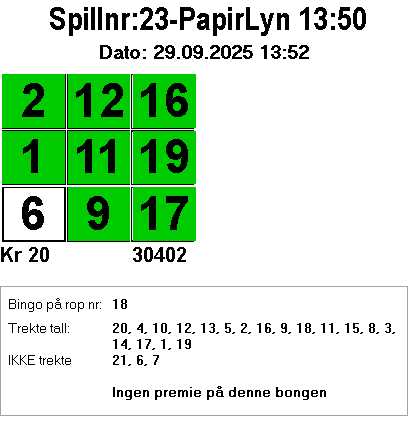 Spillnr:23-PapirLyn 13:50
Dato: 29.09.2025 13:52
2 12 16
1 11 19
6 9 17
Kr 20 30402
Bingo på rop nr: 18
Trekte tall: 20, 4, 10, 12, 13, 5, 2, 16, 9, 18, 11, 15, 8, 3,
14, 17, 1, 19
IKKE trekte 21, 6, 7
Ingen premie på denne bongen